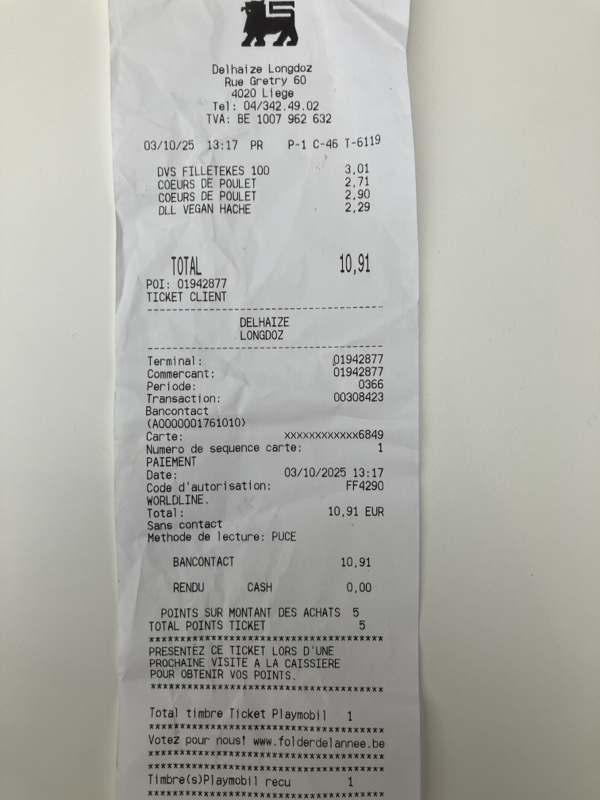 Delhaize Longdoz
Rue Gretry 60
4020 Liege
Tel: 04/342.49.02
TVA: BE 1007 962 632
03/10/25 13:17 PR P-1 C-46 T-6119
DVS FILLETEKES 100 3,01
COEURS DE POULET 2,71
COEURS DE POULET 2,90
DLL VEGAN HACHE 2,29
TOTAL 10,91
POI: 01942877
TICKET CLIENT
----------------------------------------
DELHAIZE
LONGDOZ
----------------------------------------
Terminal: 01942877
Commercant: 01942877
Periode: 0366
Transaction: 00308423
Bancontact
(A0000001761010)
Carte: xxxxxxxxxxxx6849
Numero de sequence carte: 1
PAIEMENT
Date: 03/10/2025 13:17
Code d'autorisation: FF4290
WORLDLINE.
Total: 10,91 EUR
Sans contact
Methode de lecture: PUCE
BANCONTACT 10,91
RENDU CASH 0,00
POINTS SUR MONTANT DES ACHATS 5
TOTAL POINTS TICKET 5
****************************************
PRESENTEZ CE TICKET LORS D'UNE
PROCHAINE VISITE A LA CAISSIERE
POUR OBTENIR VOS POINTS.
****************************************
Total timbre Ticket Playmobil 1
****************************************
Votez pour nous! www.folderdelannee.be
****************************************
****************************************
Timbre(s)Playmobil recu 1
****************************************